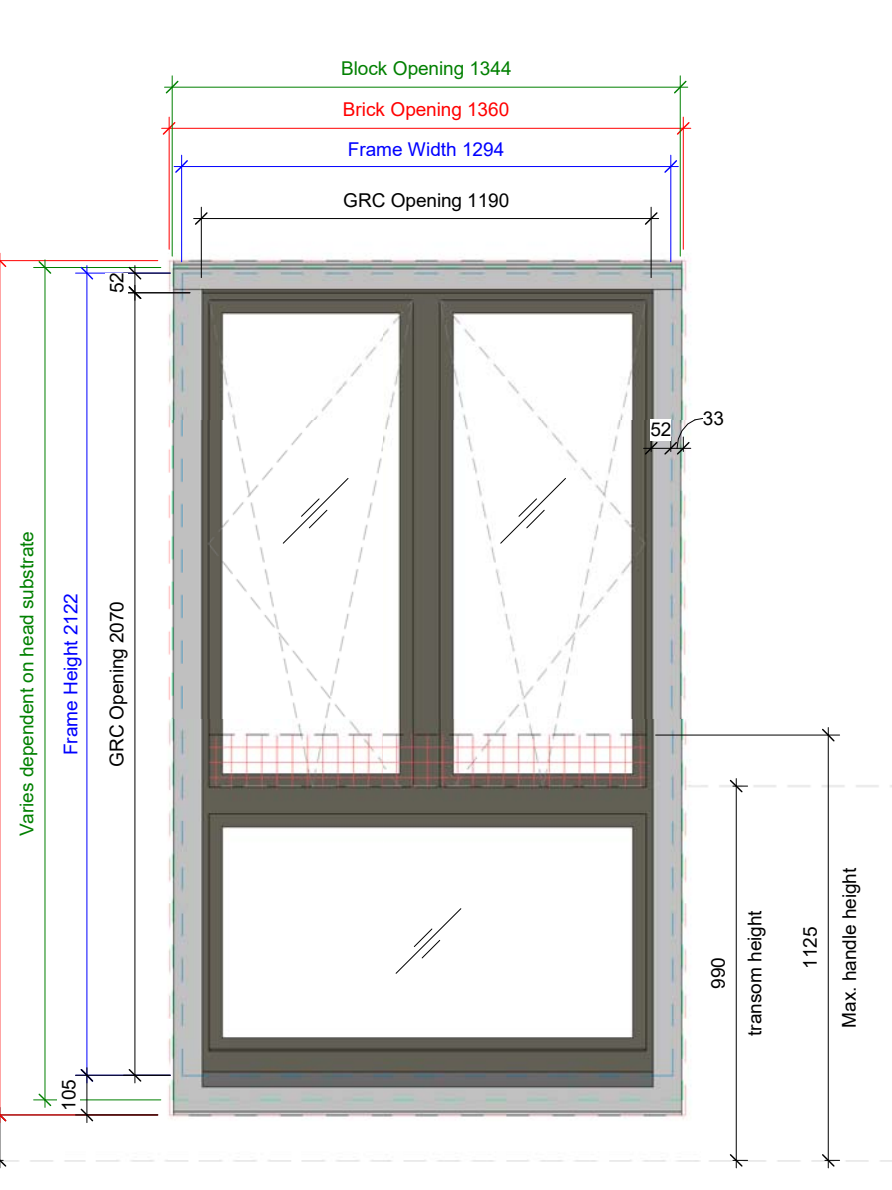 Block Opening 1344
Brick Opening 1360
Frame Width 1294
GRC Opening 1190
52
52
33
Varies dependent on head substrate
Frame Height 2122
GRC Opening 2070
105
990
transom height
1125
Max. handle height